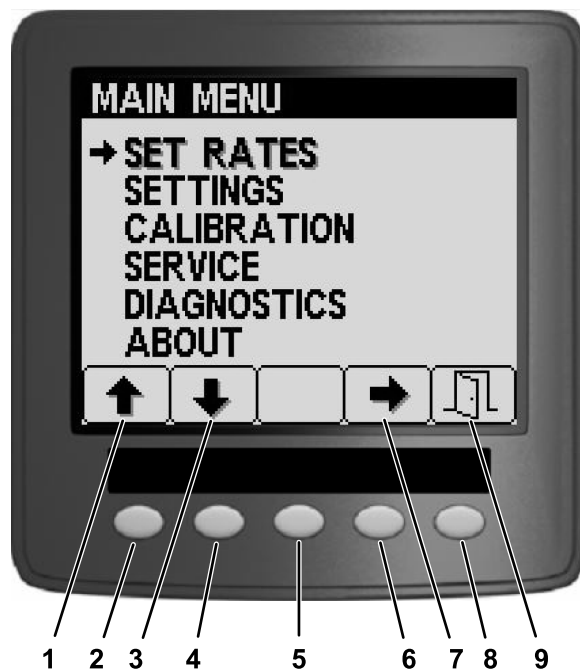 MAIN MENU
SET RATES
SETTINGS
CALIBRATION
SERVICE
DIAGNOSTICS
ABOUT
1 2 3 4 5 6 7 8 9